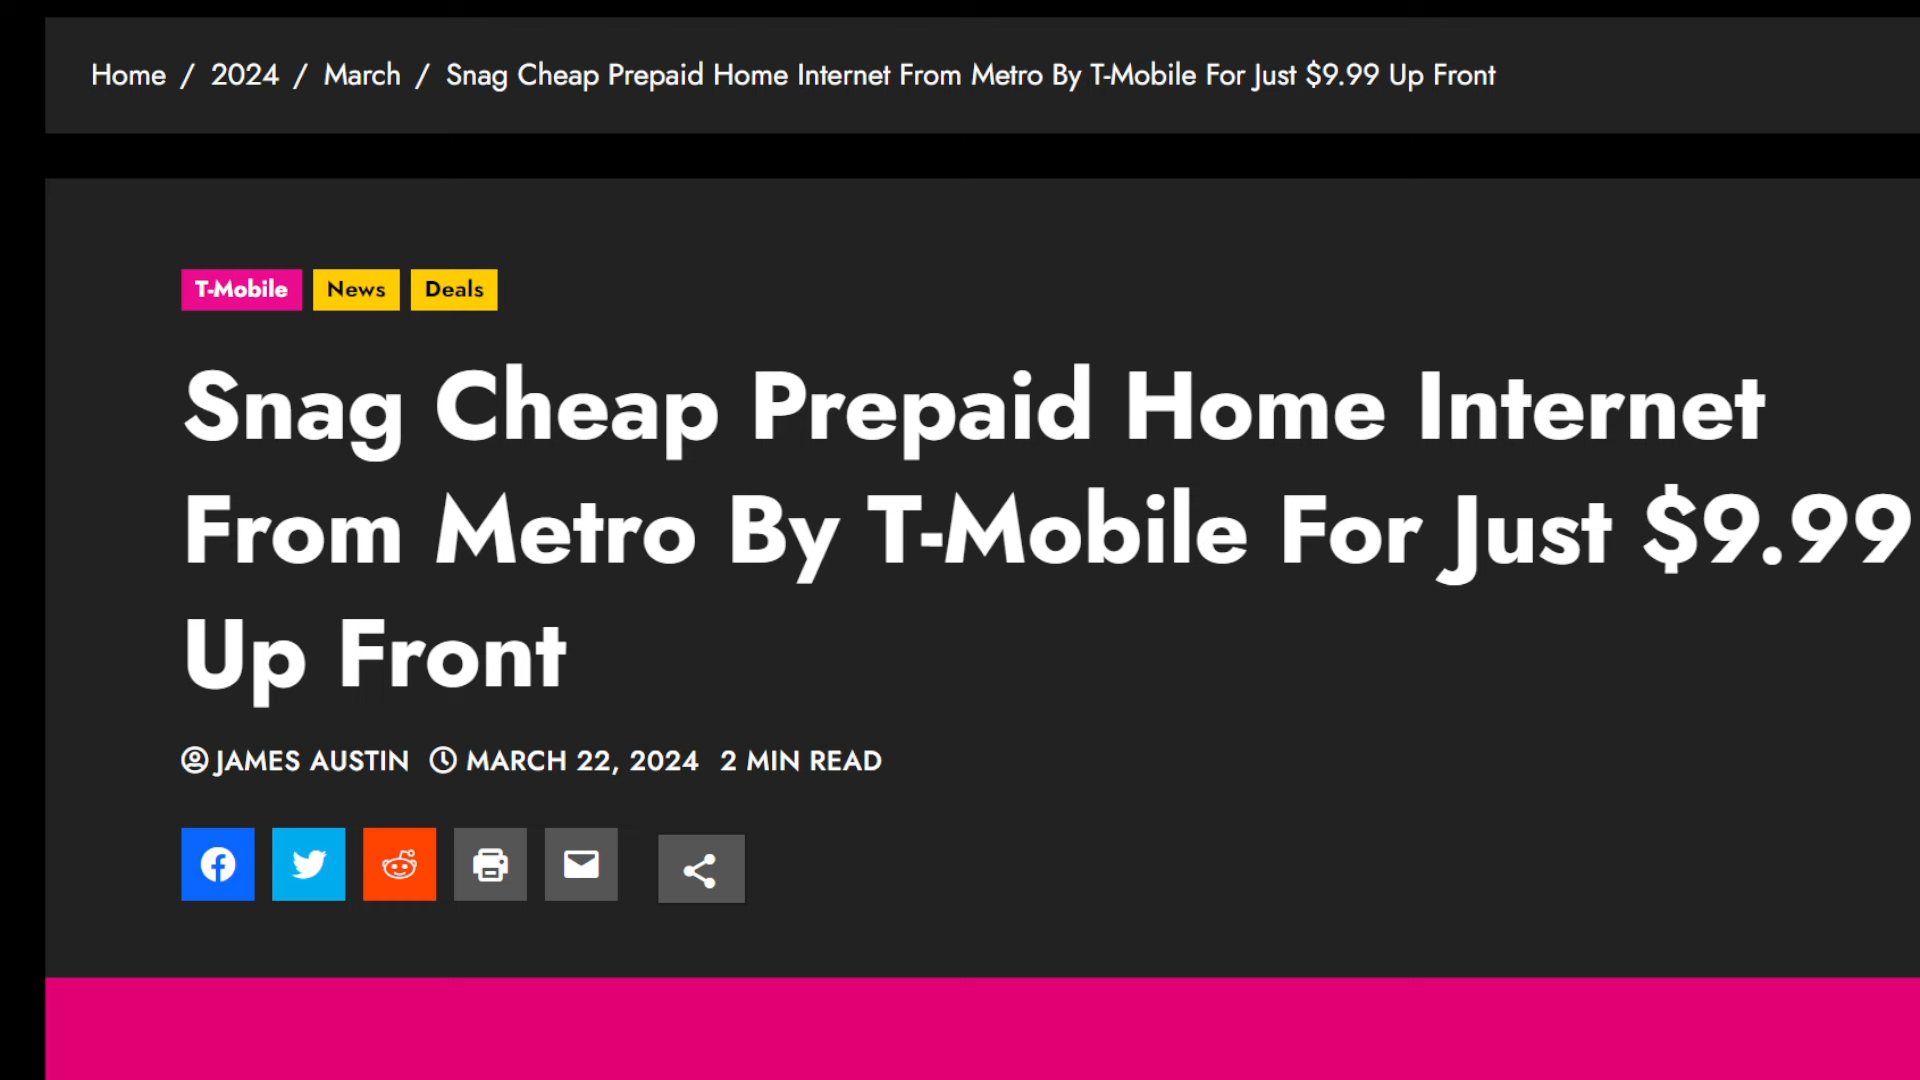 Home / 2024 / March / Snag Cheap Prepaid Home Internet From Metro By T-Mobile For Just $9.99 Up Front
T-Mobile News Deals
Snag Cheap Prepaid Home Internet
From Metro By T-Mobile For Just $9.99
Up Front
JAMES AUSTIN MARCH 22, 2024 2 MIN READ